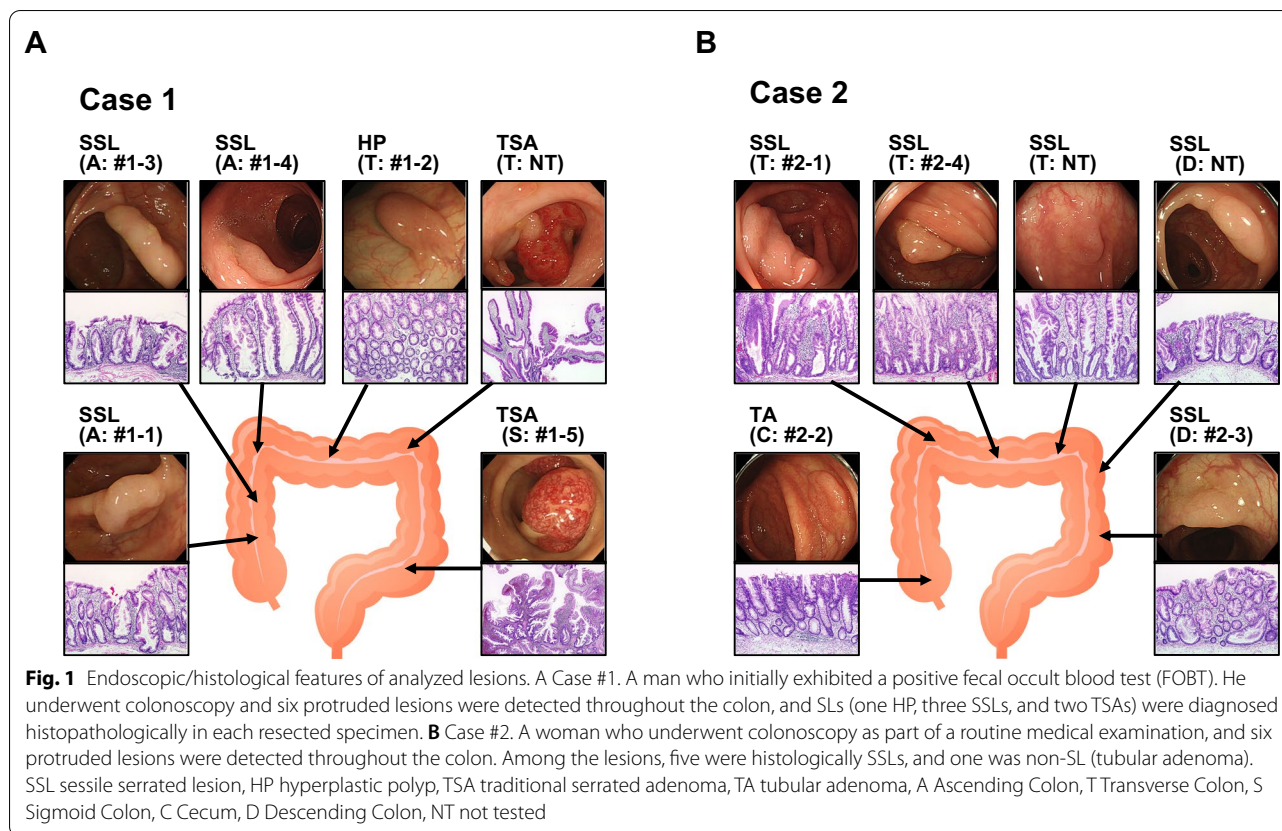 A
Case 1
SSL
(A: #1-3)
SSL
(A: #1-4)
HP
(T: #1-2)
TSA
(T: NT)
SSL
(A: #1-1)
TSA
(S: #1-5)
B
Case 2
SSL
(T: #2-1)
SSL
(T: #2-4)
SSL
(T: NT)
SSL
(D: NT)
TA
(C: #2-2)
SSL
(D: #2-3)
Fig. 1 Endoscopic/histological features of analyzed lesions. A Case #1. A man who initially exhibited a positive fecal occult blood test (FOBT). He
underwent colonoscopy and six protruded lesions were detected throughout the colon, and SLs (one HP, three SSLs, and two TSAs) were diagnosed
histopathologically in each resected specimen. B Case #2. A woman who underwent colonoscopy as part of a routine medical examination, and six
protruded lesions were detected throughout the colon. Among the lesions, five were histologically SSLs, and one was non-SL (tubular adenoma).
SSL sessile serrated lesion, HP hyperplastic polyp, TSA traditional serrated adenoma, TA tubular adenoma, A Ascending Colon, T Transverse Colon, S
Sigmoid Colon, C Cecum, D Descending Colon, NT not tested